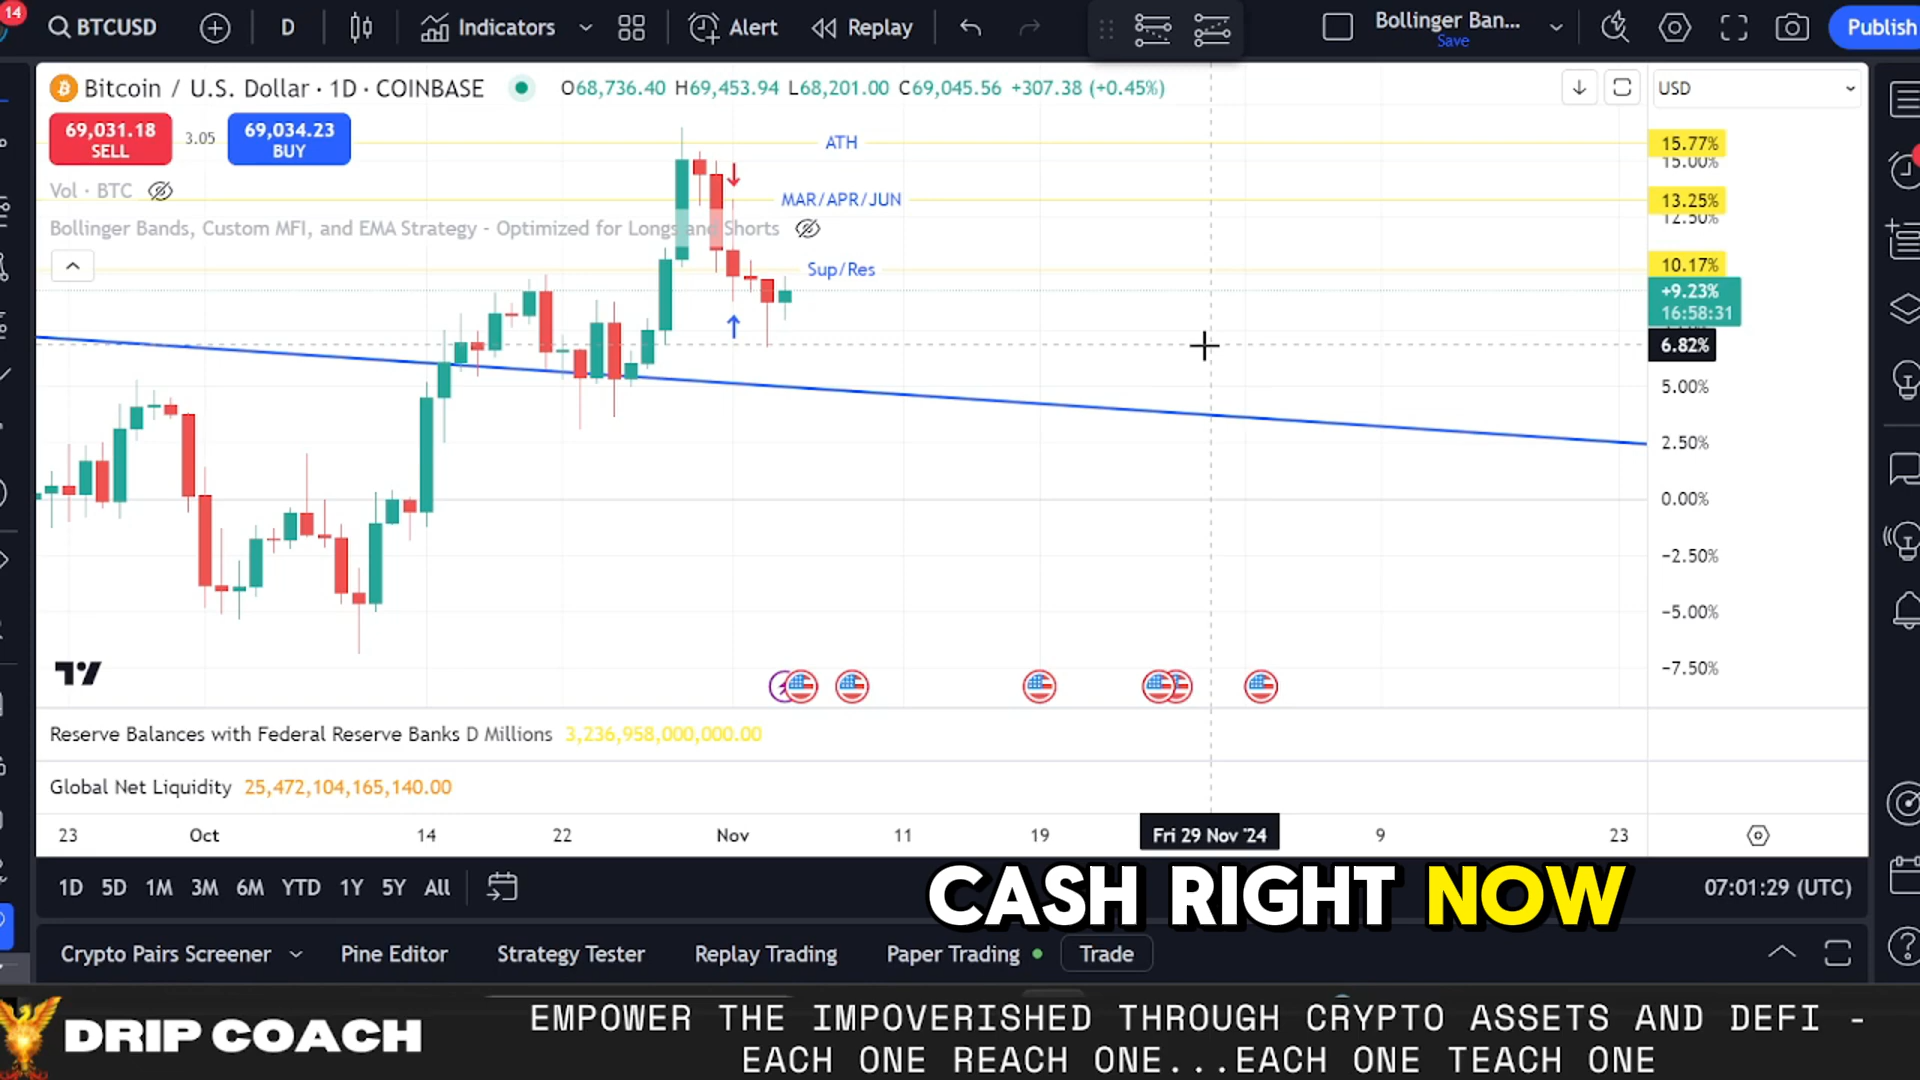 14
BTCUSD
D
Indicators
Alert
Replay
Bollinger Ban...
Save
Publish
Bitcoin / U.S. Dollar · 1D · COINBASE
O68,736.40 H69,453.94 L68,201.00 C69,045.56 +307.38 (+0.45%)
USD
69,031.18
SELL
3.05
69,034.23
BUY
Vol · BTC
Bollinger Bands, Custom MFI, and EMA Strategy - Optimized for Longs and Shorts
ATH
MAR/APR/JUN
Sup/Res
15.77%
15.00%
13.25%
12.50%
10.17%
+9.23%
16:58:31
6.82%
5.00%
2.50%
0.00%
−2.50%
−5.00%
−7.50%
Reserve Balances with Federal Reserve Banks D Millions 3,236,958,000,000.00
Global Net Liquidity 25,472,104,165,140.00
23 Oct 14 22 Nov 11 19 Fri 29 Nov '24 9 23
1D 5D 1M 3M 6M YTD 1Y 5Y All
07:01:29 (UTC)
CASH RIGHT NOW
Crypto Pairs Screener Pine Editor Strategy Tester Replay Trading Paper Trading Trade
DRIP COACH
EMPOWER THE IMPOVERISHED THROUGH CRYPTO ASSETS AND DEFI -
EACH ONE REACH ONE...EACH ONE TEACH ONE